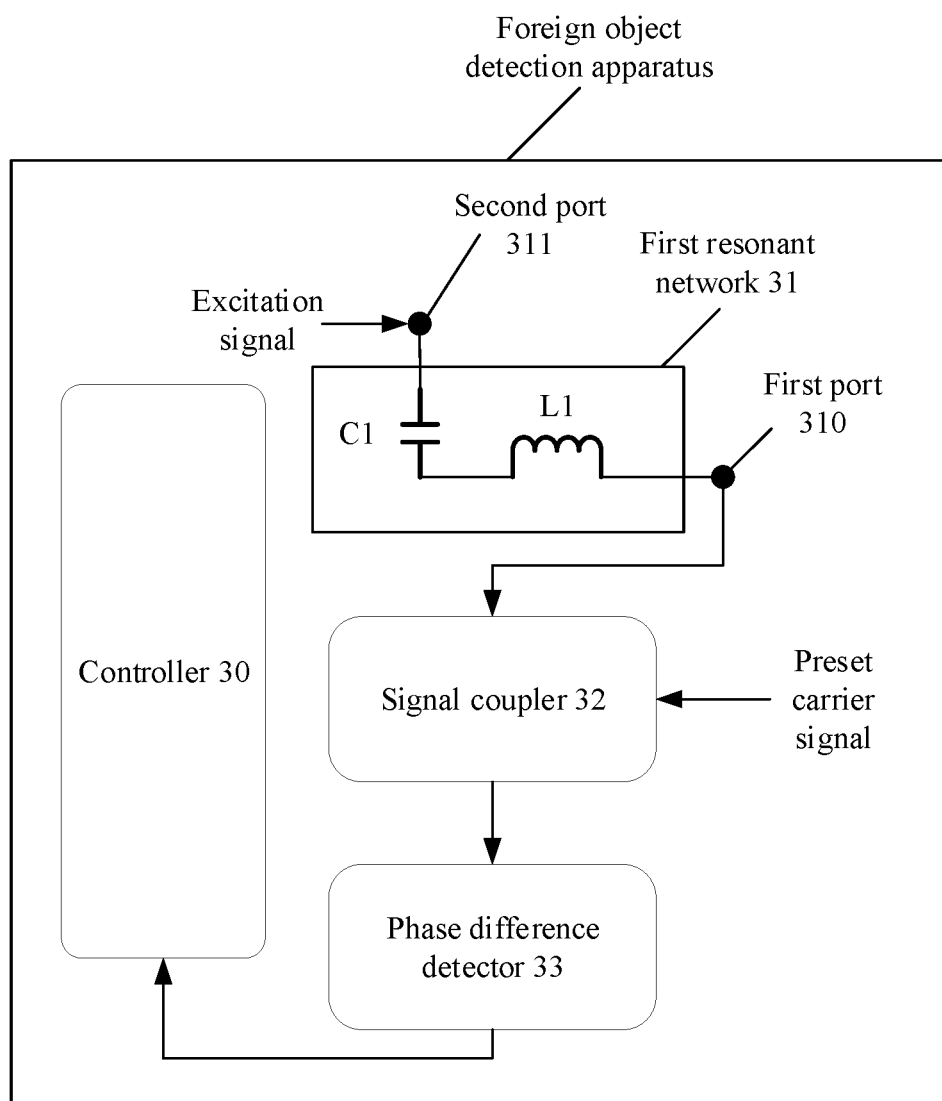 Foreign object
detection apparatus
Second port
311
First resonant
network 31
Excitation
signal
First port
310
C1
L1
Controller 30
Signal coupler 32
Preset
carrier
signal
Phase difference
detector 33